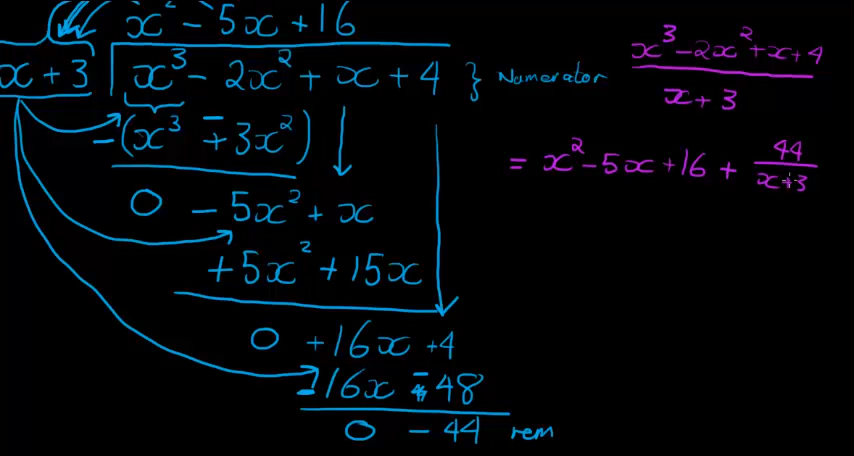 x² - 5x + 16
x + 3 | x³ - 2x² + x + 4 } Numerator
-(x³ + 3x²)
0 - 5x² + x
+5x² + 15x
0 + 16x + 4
-16x - 48
0 - 44 rem
x³ - 2x² + x + 4
x + 3
= x² - 5x + 16 + 44
x + 3